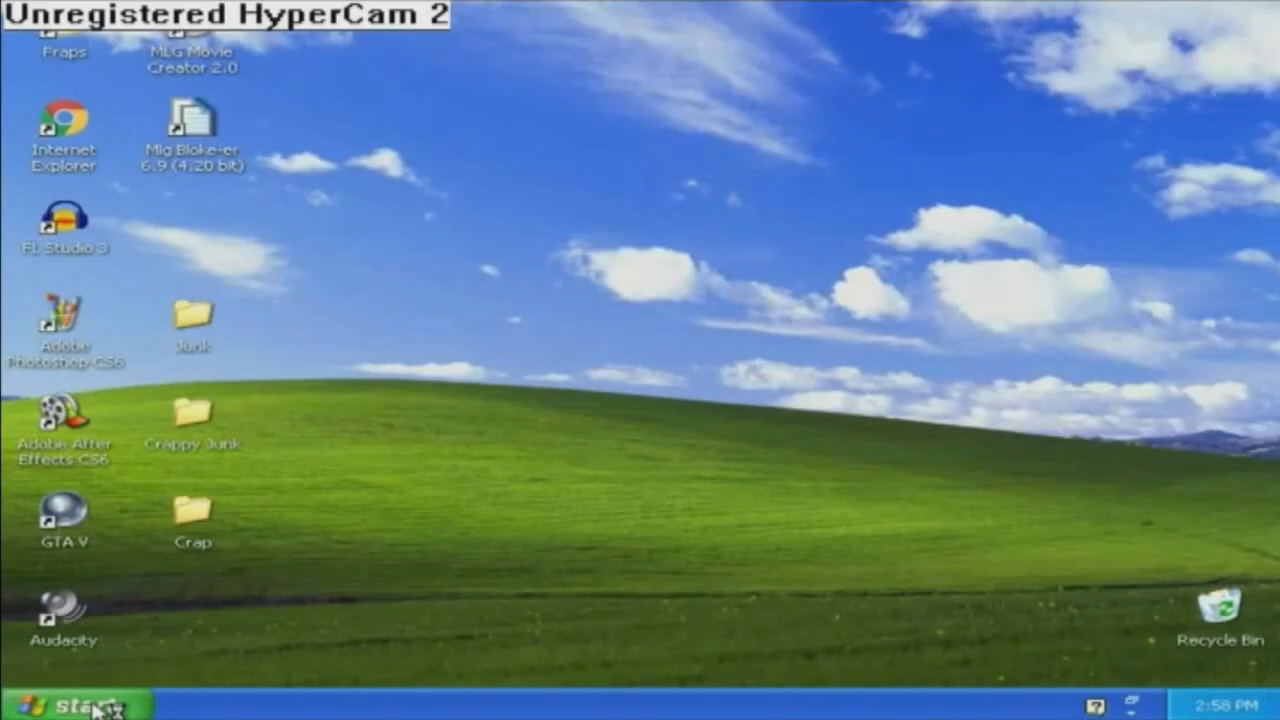 Unregistered HyperCam 2
Fraps
MLG Movie
Creator 2.0
Internet
Explorer
Mlg Bloke-er
6.9 (4.20 bit)
FL Studio 3
Adobe
Photoshop CS6
Junk
Adobe After
Effects CS6
Crappy Junk
GTA V
Crap
Audacity
Recycle Bin
start
2:58 PM